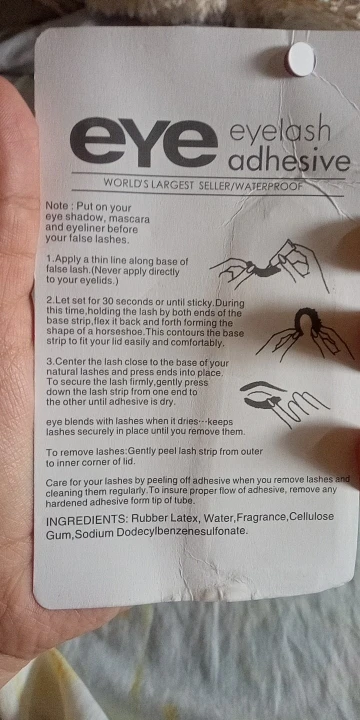 eye eyelash
adhesive
WORLD'S LARGEST SELLER/WATERPROOF
Note : Put on your
eye shadow, mascara
and eyeliner before
your false lashes.
1.Apply a thin line along base of
false lash.(Never apply directly
to your eyelids.)
2.Let set for 30 seconds or until sticky.During
this time,holding the lash by both ends of the
base strip,flex it back and forth forming the
shape of a horseshoe.This contours the base
strip to fit your lid easily and comfortably.
3.Center the lash close to the base of your
natural lashes and press ends into place.
To secure the lash firmly,gently press
down the lash strip from one end to
the other until adhesive is dry.
eye blends with lashes when it dries···keeps
lashes securely in place until you remove them.
To remove lashes:Gently peel lash strip from outer
to inner corner of lid.
Care for your lashes by peeling off adhesive when you remove lashes and
cleaning them regularly.To insure proper flow of adhesive, remove any
hardened adhesive form tip of tube.
INGREDIENTS: Rubber Latex, Water,Fragrance,Cellulose
Gum,Sodium Dodecylbenzenesulfonate.